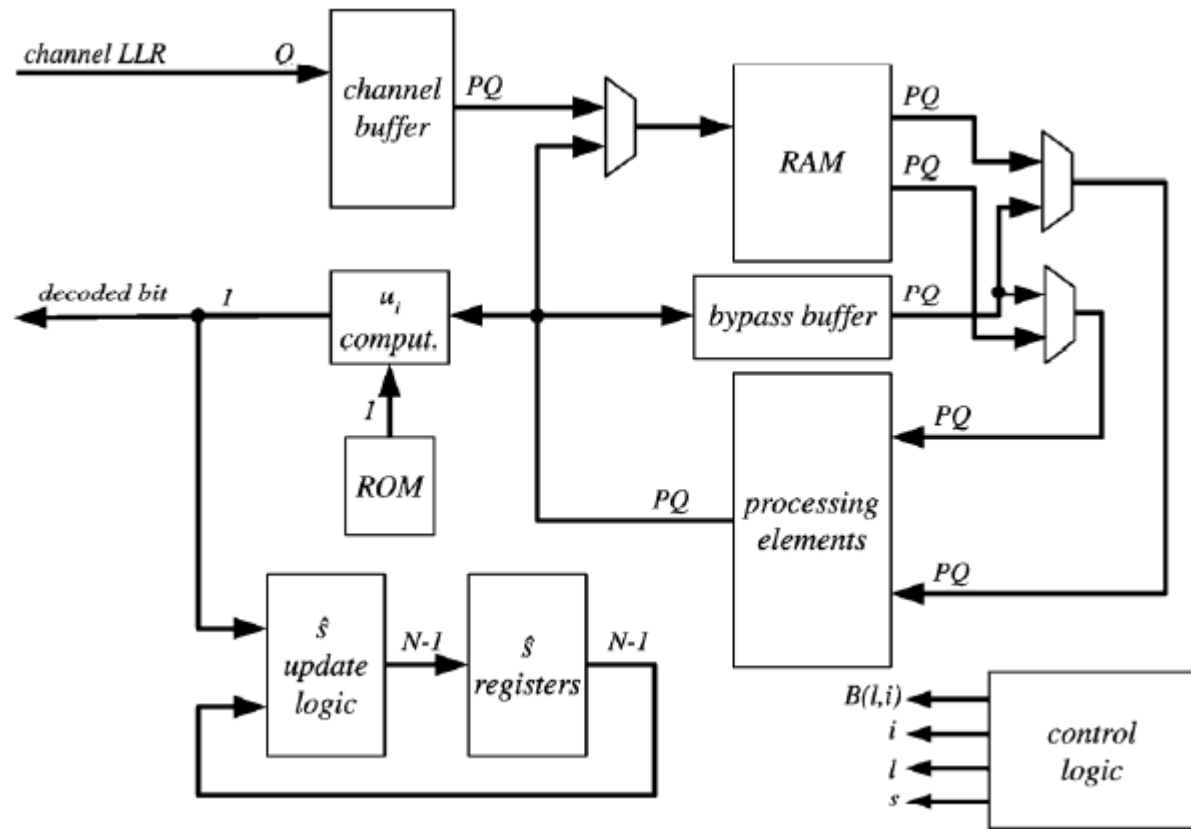 channel LLR
Q
channel
buffer
PQ
RAM
PQ
PQ
decoded bit
1
u_i
comput.
bypass buffer
PQ
1
ROM
PQ
processing
elements
PQ
PQ
ŝ
update
logic
N-1
ŝ
registers
N-1
B(l,i)
i
l
s
control
logic